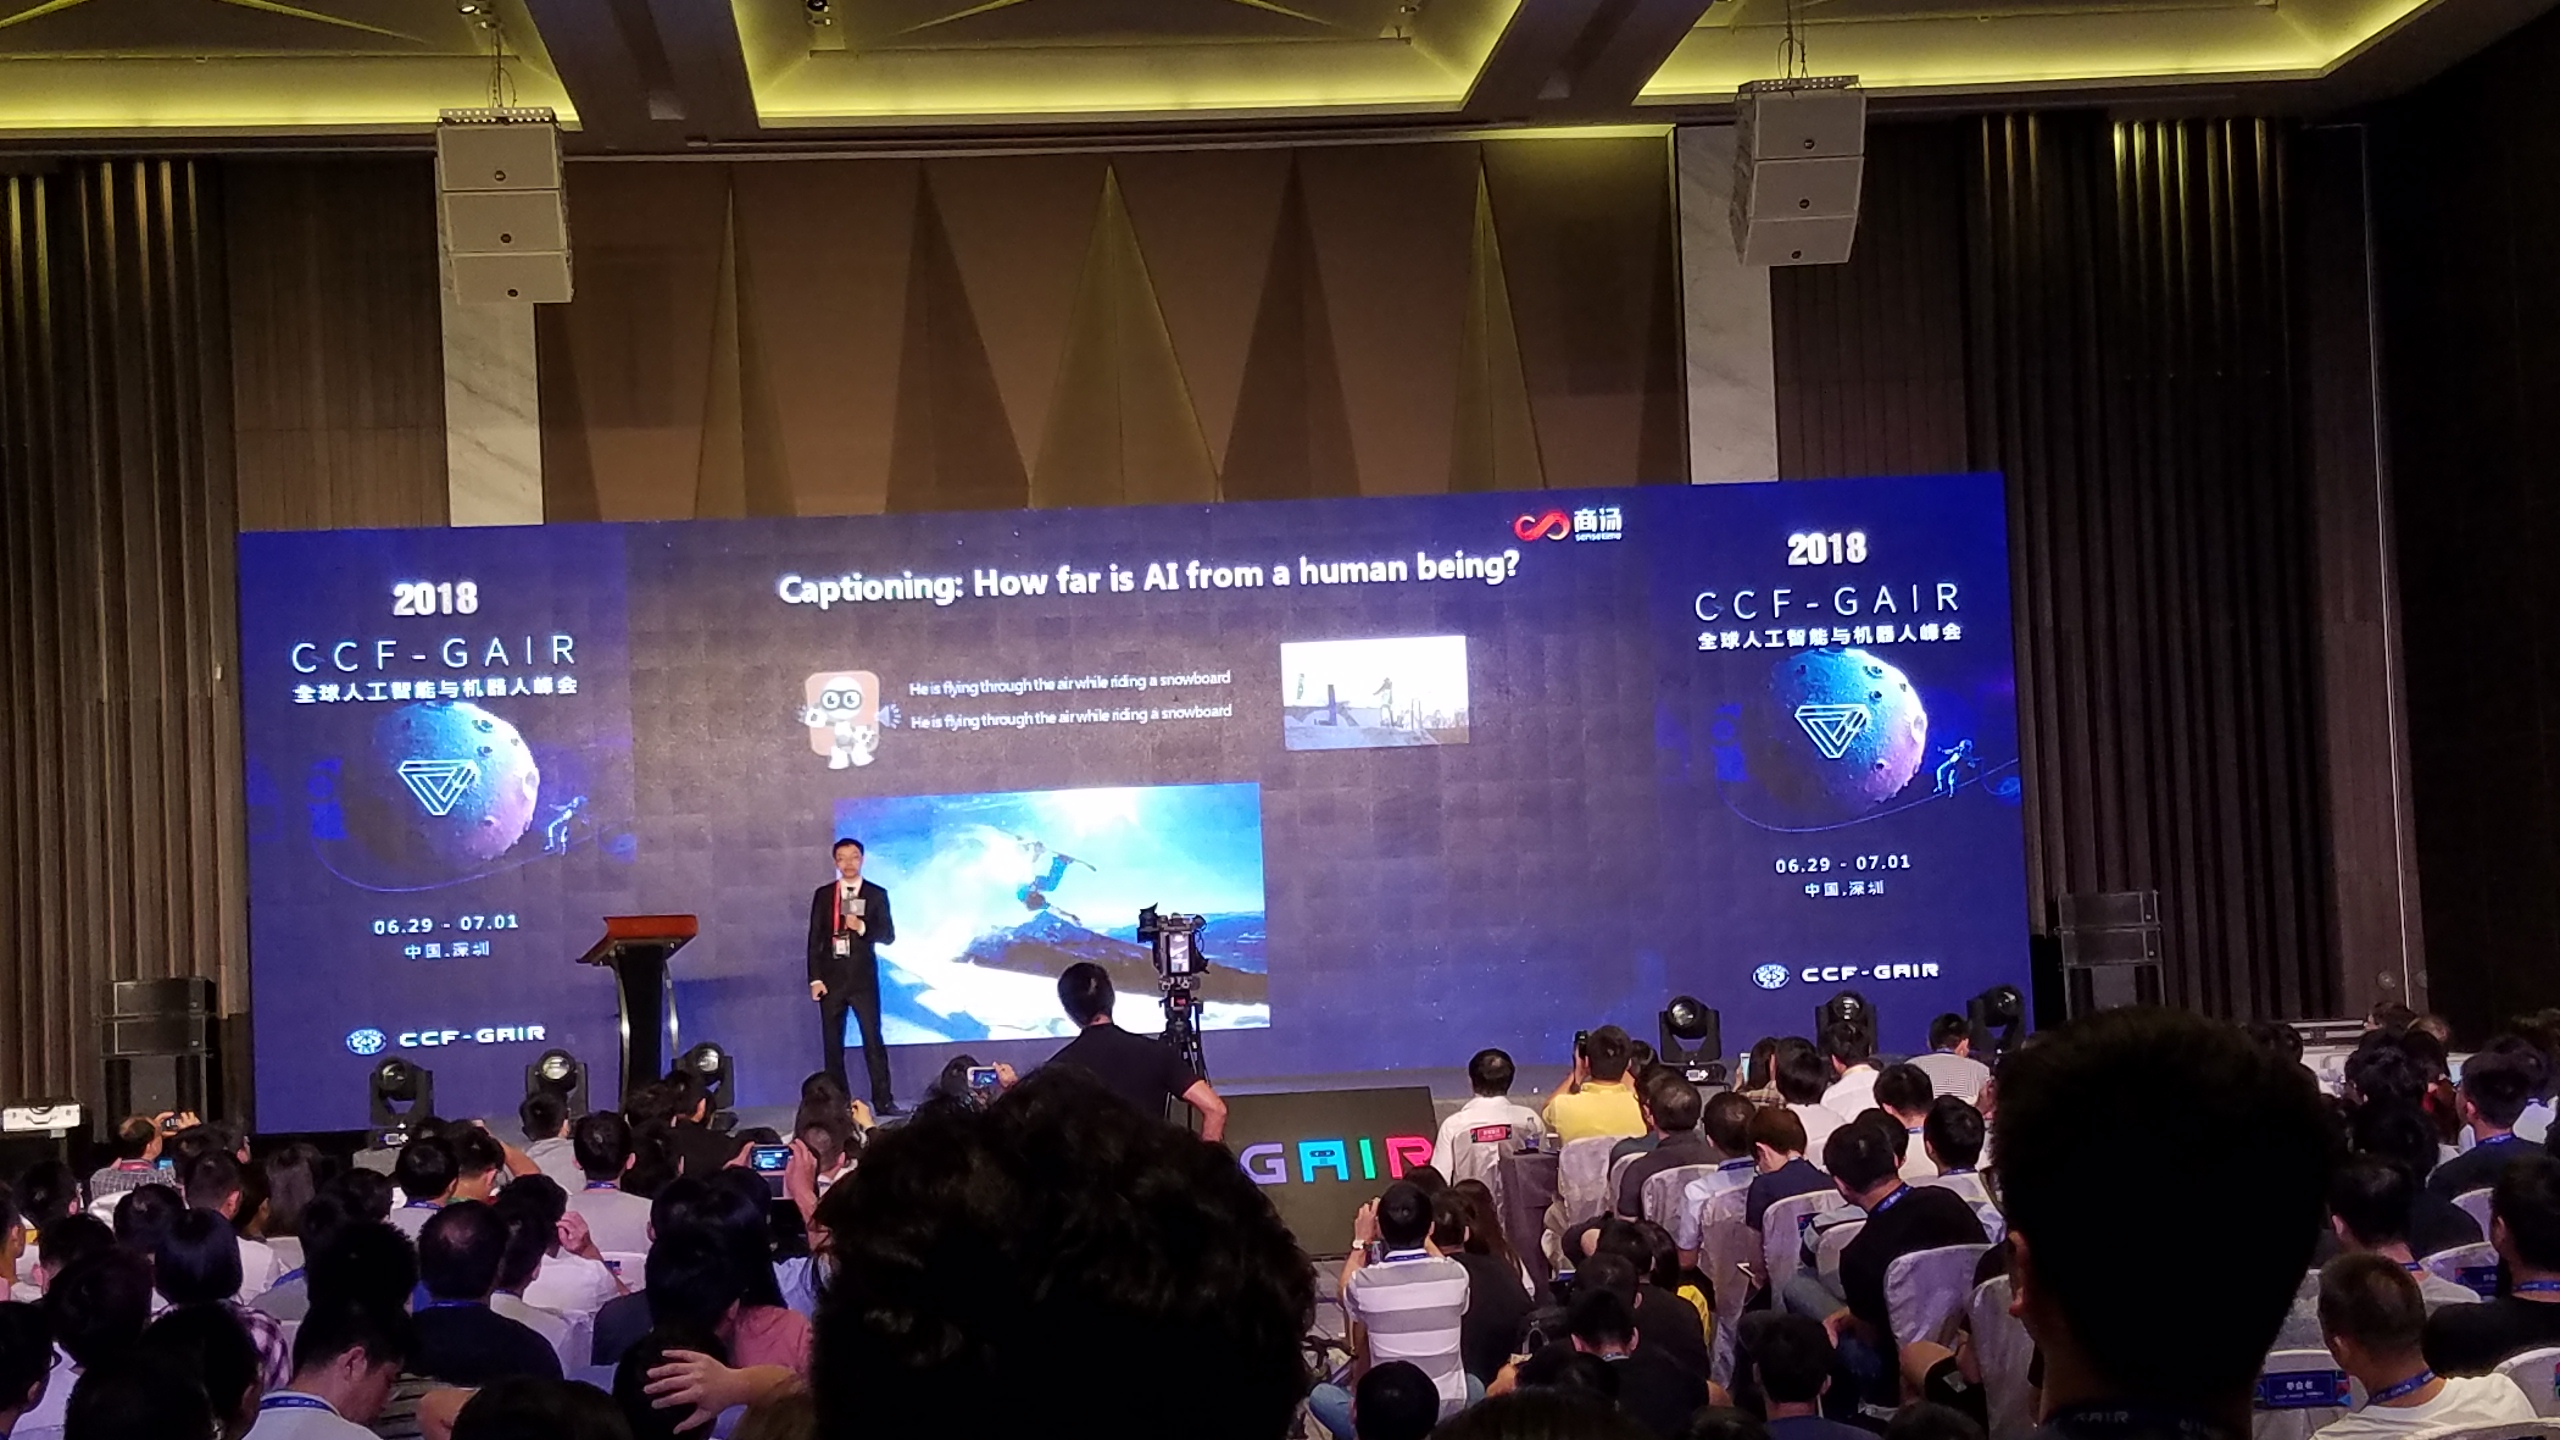 2018
CCF-GAIR
全球人工智能与机器人峰会
06.29 - 07.01
中国.深圳
CCF-GAIR
商汤
sensetime
Captioning: How far is AI from a human being?
He is flying through the air while riding a snowboard
He is flying through the air while riding a snowboard
2018
CCF-GAIR
全球人工智能与机器人峰会
06.29 - 07.01
中国.深圳
CCF-GAIR
GAIR